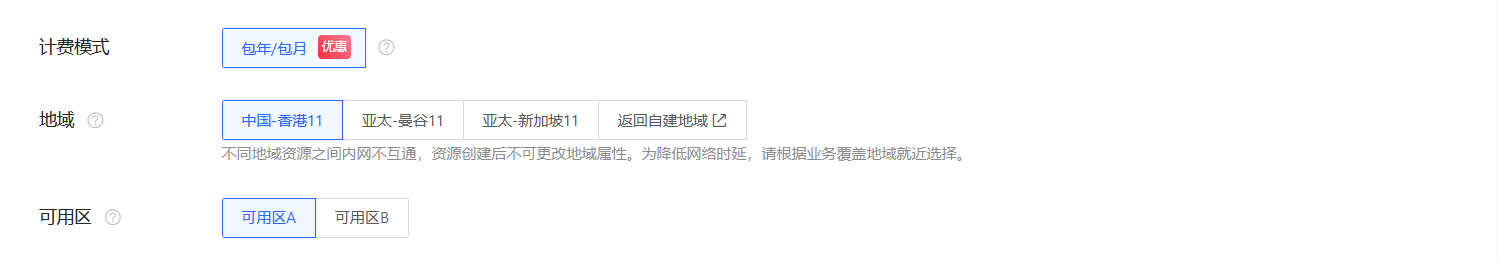 计费模式 包年/包月 优惠
地域 中国-香港11 亚太-曼谷11 亚太-新加坡11 返回自建地域
不同地域资源之间内网不互通，资源创建后不可更改地域属性。为降低网络时延，请根据业务覆盖地域就近选择。
可用区 可用区A 可用区B